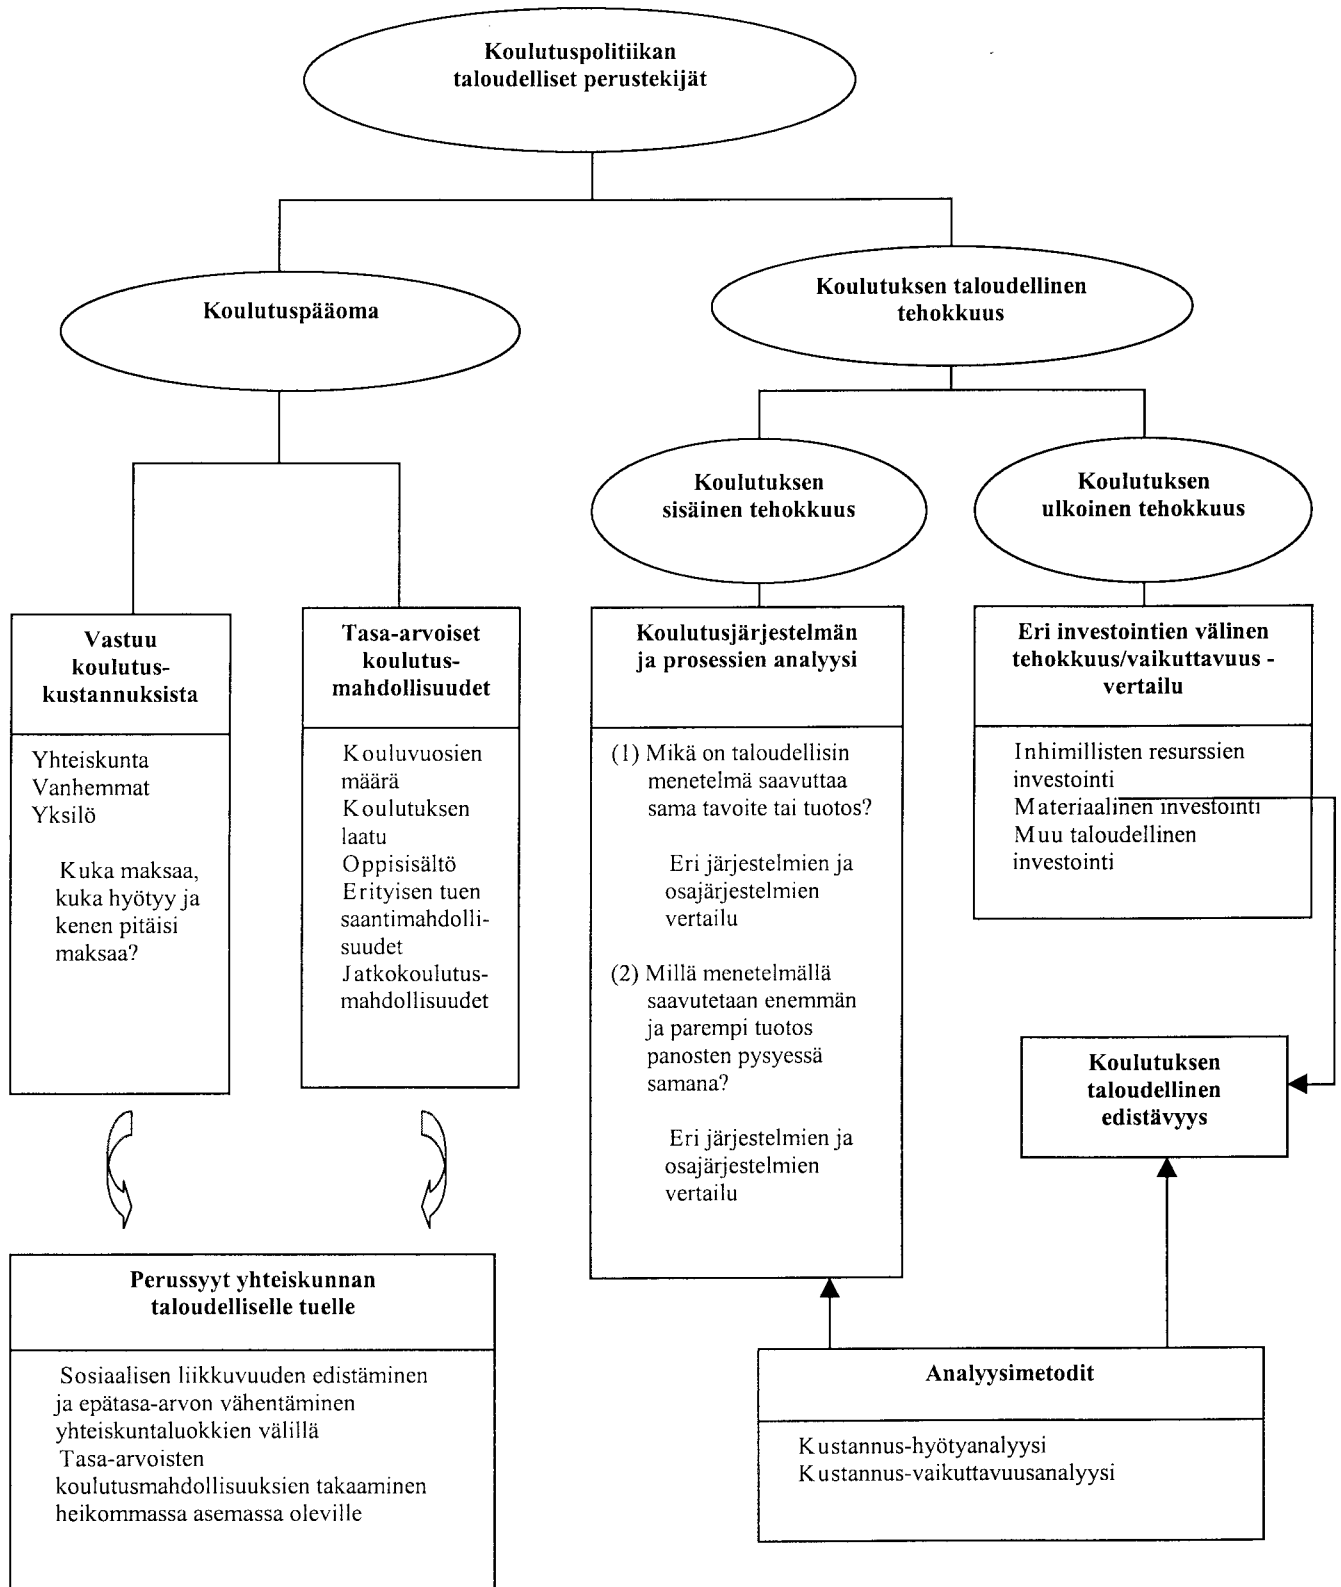 Koulutuspolitiikan
taloudelliset perustekijät
Koulutuspääoma
Koulutuksen taloudellinen
tehokkuus
Koulutuksen
sisäinen tehokkuus
Koulutuksen
ulkoinen tehokkuus
Vastuu
koulutus-
kustannuksista
Yhteiskunta
Vanhemmat
Yksilö
Kuka maksaa,
kuka hyötyy ja
kenen pitäisi
maksaa?
Tasa-arvoiset
koulutus-
mahdollisuudet
Kouluvuosien
määrä
Koulutuksen
laatu
Oppisisältö
Erityisen tuen
saantimahdolli-
suudet
Jatkokoulutus-
mahdollisuudet
Koulutusjärjestelmän
ja prosessien analyysi
(1) Mikä on taloudellisin
menetelmä saavuttaa
sama tavoite tai tuotos?
Eri järjestelmien ja
osajärjestelmien
vertailu
(2) Millä menetelmällä
saavutetaan enemmän
ja parempi tuotos
panosten pysyessä
samana?
Eri järjestelmien ja
osajärjestelmien
vertailu
Eri investointien välinen
tehokkuus/vaikuttavuus -
vertailu
Inhimillisten resurssien
investointi
Materiaalinen investointi
Muu taloudellinen
investointi
Koulutuksen
taloudellinen
edistävyys
Perussyyt yhteiskunnan
taloudelliselle tuelle
Sosiaalisen liikkuvuuden edistäminen
ja epätasa-arvon vähentäminen
yhteiskuntaluokkien välillä
Tasa-arvoisten
koulutusmahdollisuuksien takaaminen
heikommassa asemassa oleville
Analyysimetodit
Kustannus-hyötyanalyysi
Kustannus-vaikuttavuusanalyysi